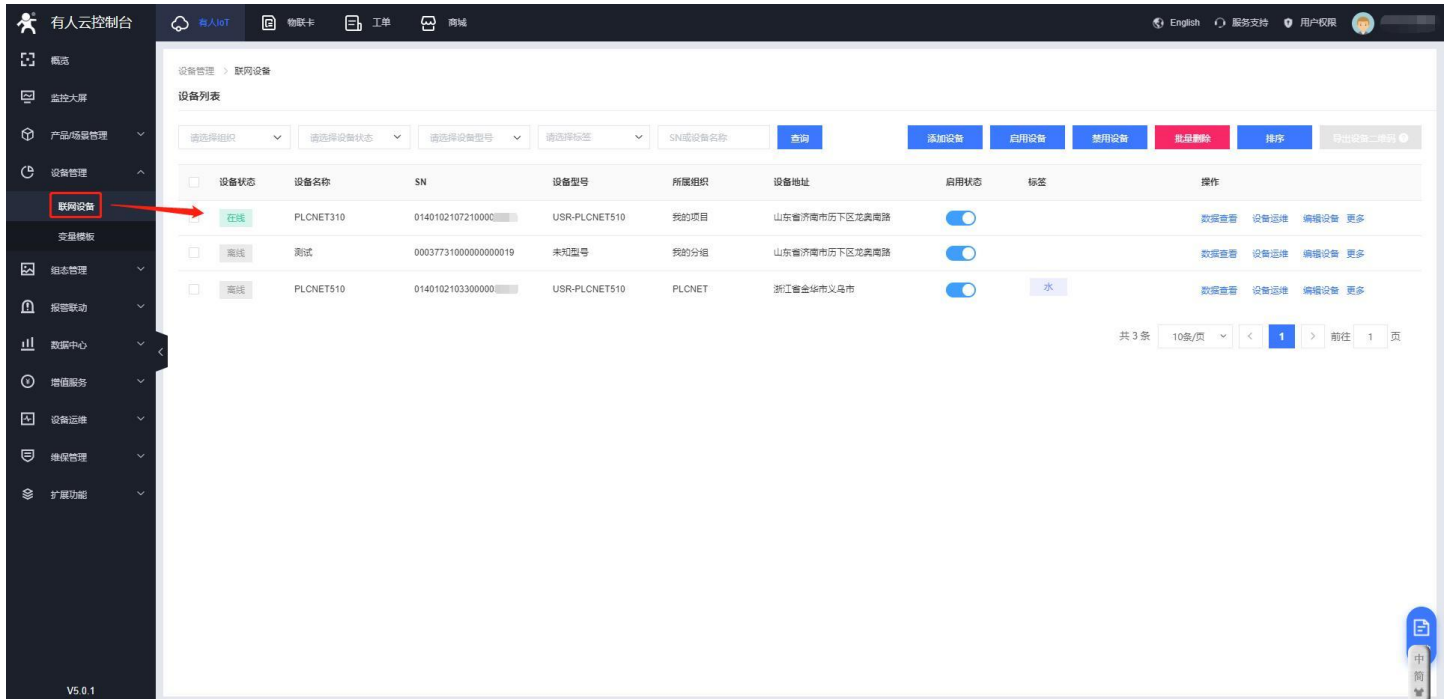 有人云控制台 有人IoT 物联卡 工单 商城 English 服务支持 用户权限
概览
监控大屏
产品/场景管理
设备管理
联网设备
变量模板
组态管理
报警联动
数据中心
增值服务
设备运维
维保管理
扩展功能
V5.0.1
设备管理 > 联网设备
设备列表
请选择组织 请选择设备状态 请选择设备型号 请选择标签 SN或设备名称 查询 添加设备 启用设备 禁用设备 批量删除 排序 导出设备二维码
设备状态 设备名称 SN 设备型号 所属组织 设备地址 启用状态 标签 操作
在线 PLCNET310 0140102107210000 USR-PLCNET510 我的项目 山东省济南市历下区龙奥南路 数据查看 设备运维 编辑设备 更多
离线 测试 00037731000000000019 未知型号 我的分组 山东省济南市历下区龙奥南路 数据查看 设备运维 编辑设备 更多
离线 PLCNET510 0140102103300000 USR-PLCNET510 PLCNET 浙江省金华市义乌市 水 数据查看 设备运维 编辑设备 更多
共 3 条 10条/页 < 1 > 前往 1 页
中
简